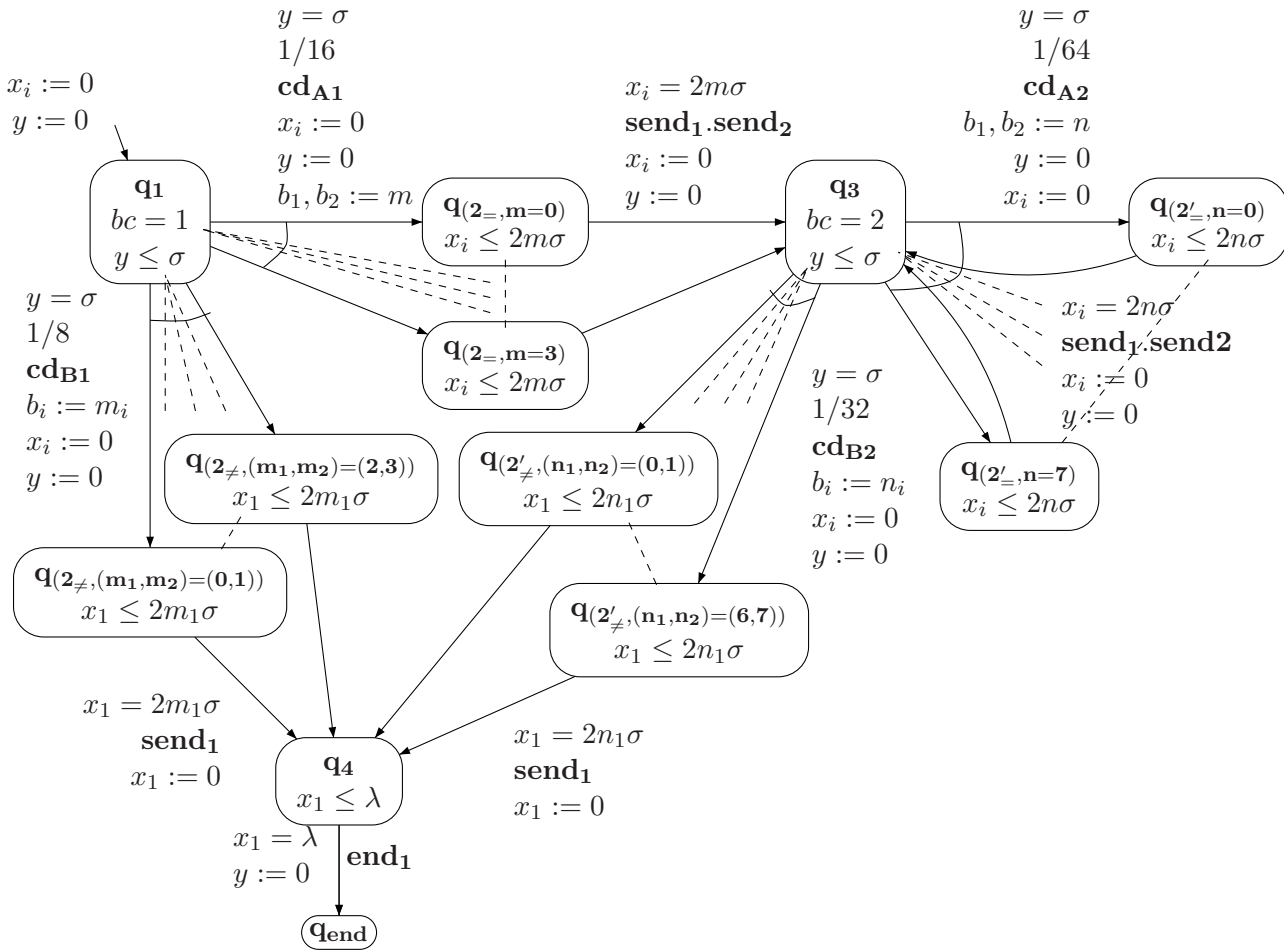 x_i := 0
y := 0
y = σ
1/16
cd_A1
x_i := 0
y := 0
b_1, b_2 := m
x_i = 2mσ
send_1.send_2
x_i := 0
y := 0
y = σ
1/64
cd_A2
b_1, b_2 := n
y := 0
x_i := 0
q_1
bc = 1
y ≤ σ
q_(2_=,m=0)
x_i ≤ 2mσ
q_3
bc = 2
y ≤ σ
q_(2′_=,n=0)
x_i ≤ 2nσ
y = σ
1/8
cd_B1
b_i := m_i
x_i := 0
y := 0
q_(2_=,m=3)
x_i ≤ 2mσ
x_i = 2nσ
send_1.send2
x_i := 0
y := 0
y = σ
1/32
cd_B2
b_i := n_i
x_i := 0
y := 0
q_(2_≠,(m_1,m_2)=(2,3))
x_1 ≤ 2m_1σ
q_(2′_≠,(n_1,n_2)=(0,1))
x_1 ≤ 2n_1σ
q_(2′_=,n=7)
x_i ≤ 2nσ
q_(2_≠,(m_1,m_2)=(0,1))
x_1 ≤ 2m_1σ
q_(2′_≠,(n_1,n_2)=(6,7))
x_1 ≤ 2n_1σ
x_1 = 2m_1σ
send_1
x_1 := 0
x_1 = 2n_1σ
send_1
x_1 := 0
q_4
x_1 ≤ λ
x_1 = λ
y := 0
end_1
q_end